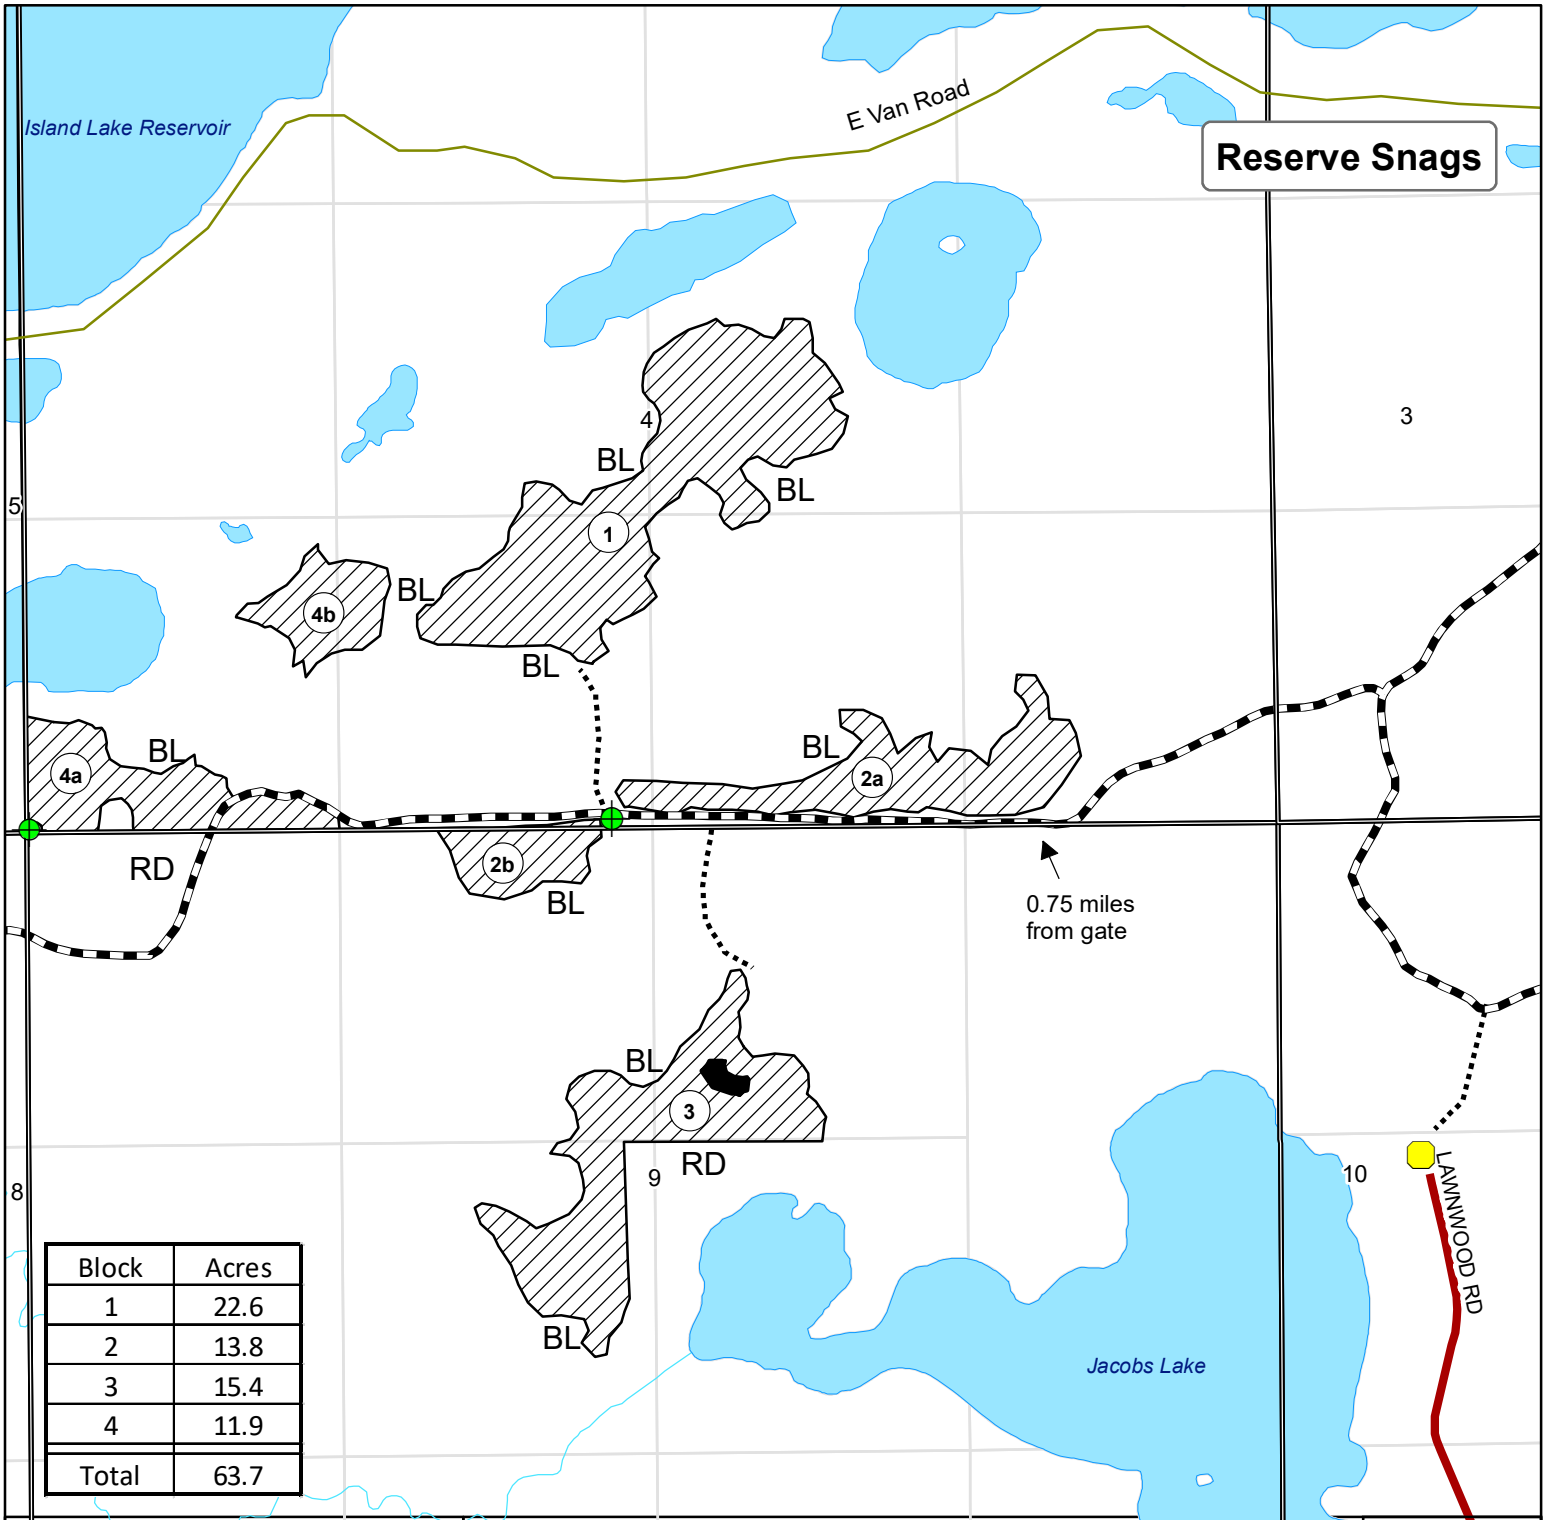 E Van Road
Island Lake Reservoir
Reserve Snags
4
3
BL
BL
5
1
BL
4b
BL
BL
BL
4a
2a
2b
RD
BL
0.75 miles
from gate
BL
3
RD
9
10
8
LAWNWOOD RD
BL
Jacobs Lake
Block Acres
1 22.6
2 13.8
3 15.4
4 11.9
Total 63.7